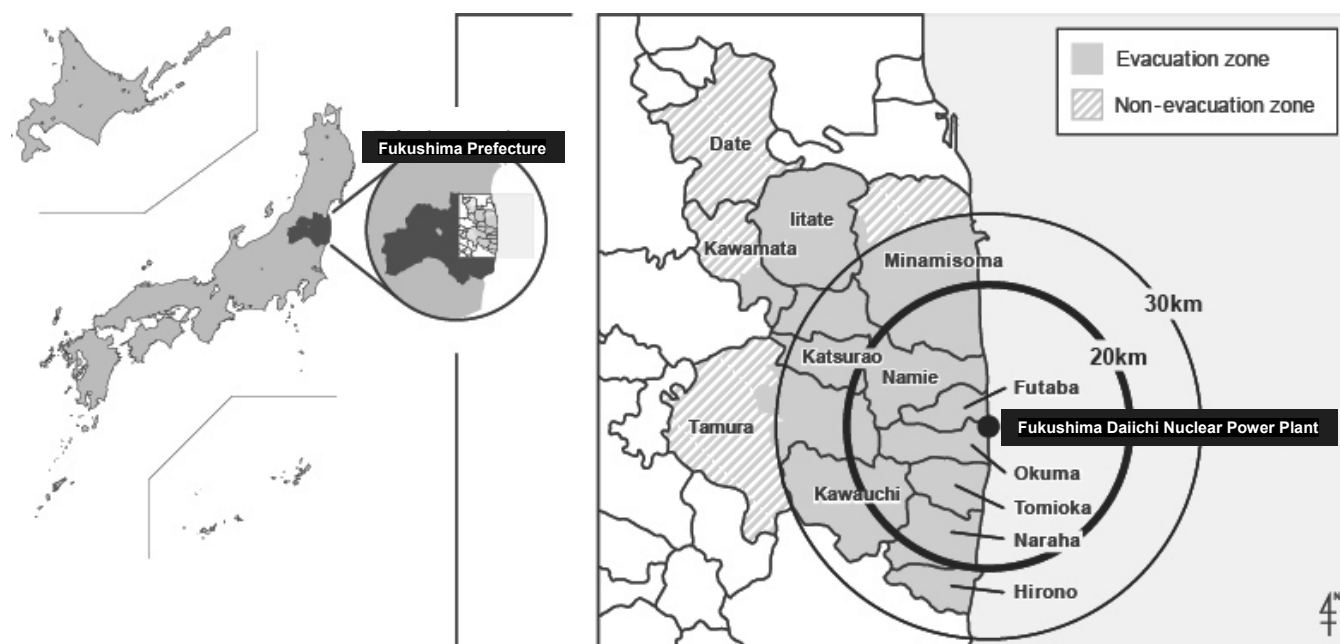 Fukushima Prefecture
Evacuation zone
Non-evacuation zone
Date
Iitate
Kawamata
Minamisoma
30km
20km
Katsurao
Namie
Futaba
Tamura
Fukushima Daiichi Nuclear Power Plant
Okuma
Kawauchi
Tomioka
Naraha
Hirono
N